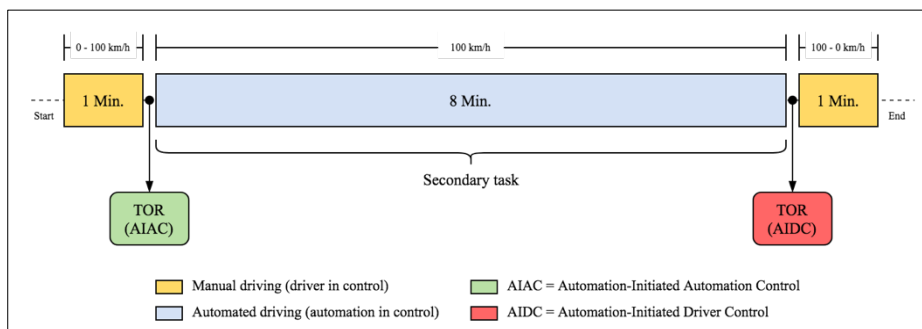 0 - 100 km/h
100 km/h
100 - 0 km/h
1 Min.
8 Min.
1 Min.
Start
End
Secondary task
TOR
(AIAC)
TOR
(AIDC)
Manual driving (driver in control)
AIAC = Automation-Initiated Automation Control
Automated driving (automation in control)
AIDC = Automation-Initiated Driver Control